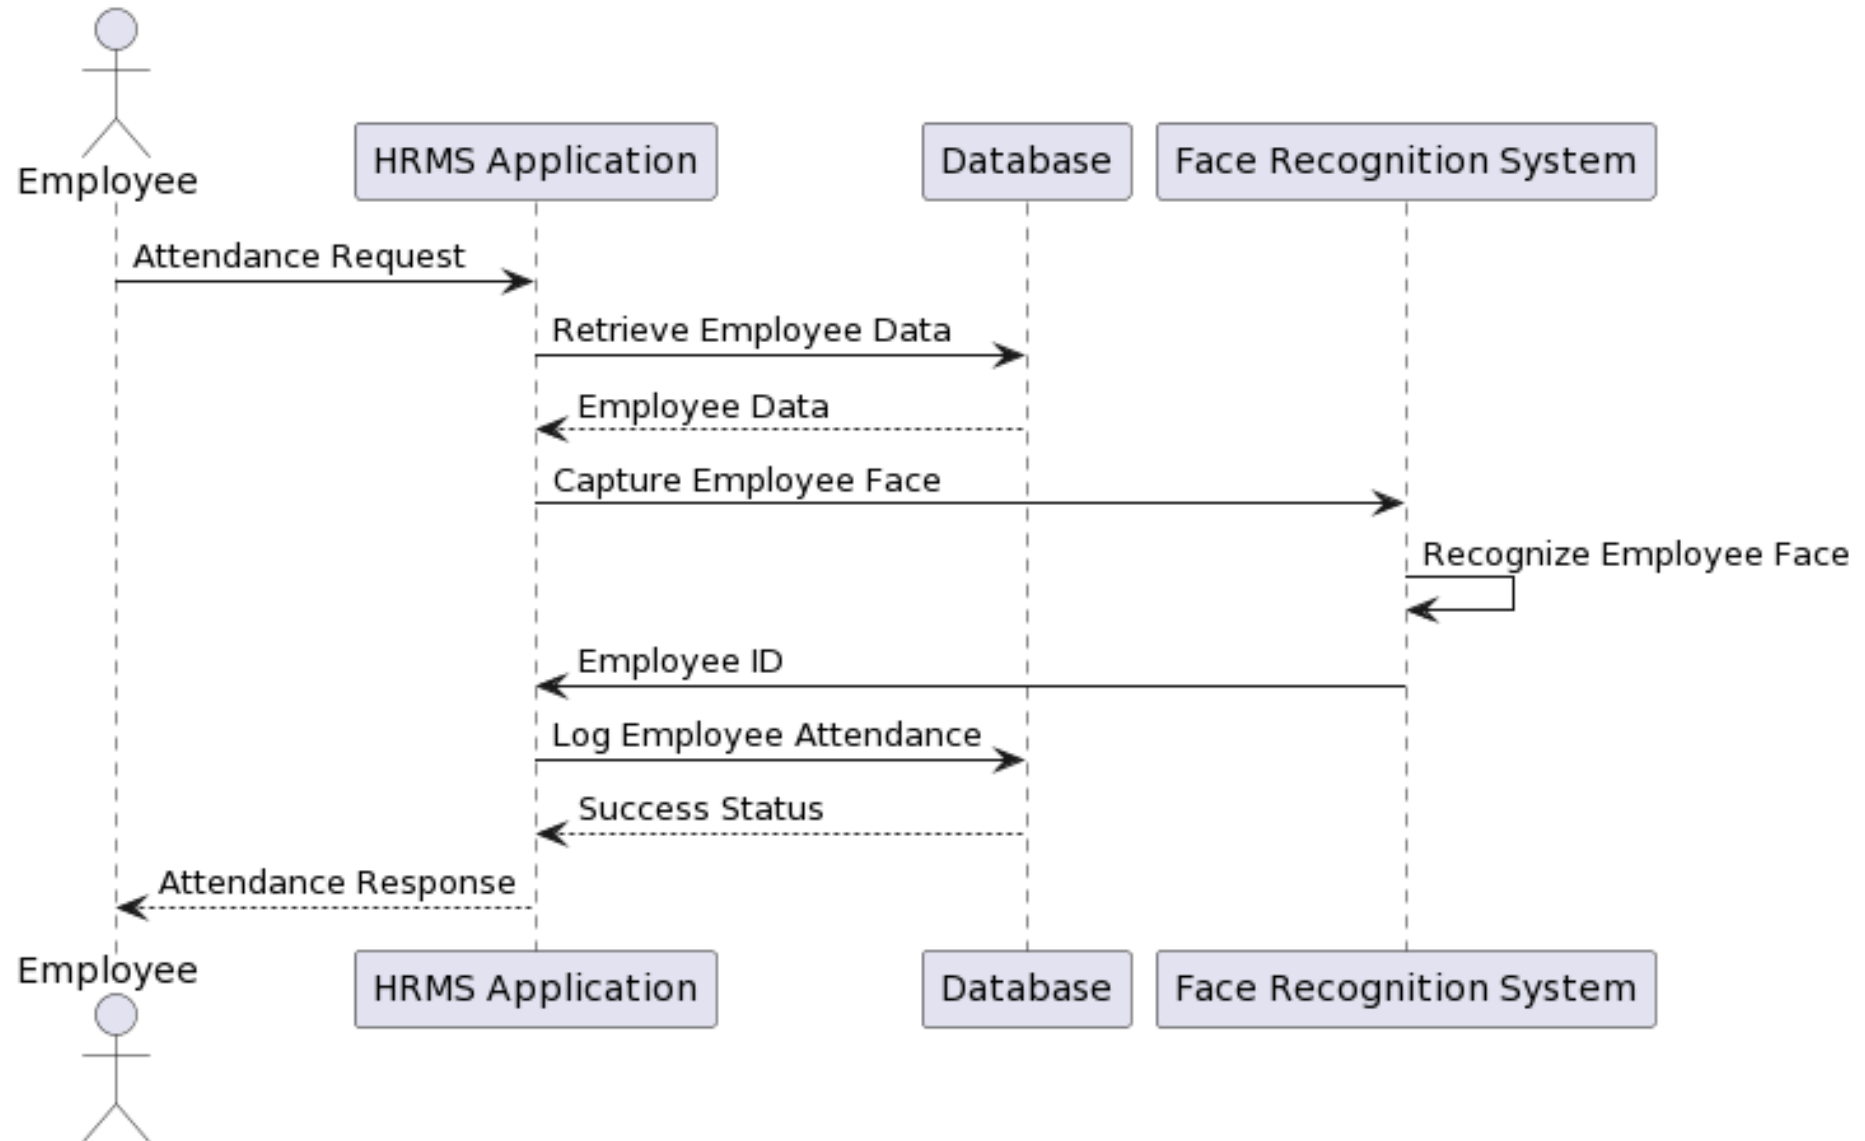 Employee
HRMS Application
Database
Face Recognition System
Attendance Request
Retrieve Employee Data
Employee Data
Capture Employee Face
Recognize Employee Face
Employee ID
Log Employee Attendance
Success Status
Attendance Response
Employee
HRMS Application
Database
Face Recognition System